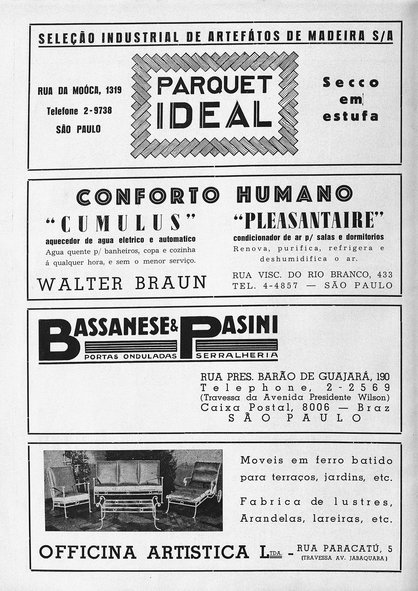 SELEÇÃO INDUSTRIAL DE ARTEFÁTOS DE MADEIRA S/A
RUA DA MOÓCA, 1319
Telefone 2-9738
SÃO PAULO
PARQUET
IDEAL
Secco
em
estufa
CONFORTO HUMANO
"CUMULUS"
aquecedor de agua eletrico e automatico
Agua quente p/ banheiros, copa e cozinha
á qualquer hora, e sem o menor serviço.
WALTER BRAUN
"PLEASANTAIRE"
condicionador de ar p/ salas e dormitorios
Renova, purifica, refrigera e
deshumidifica o ar.
RUA VISC. DO RIO BRANCO, 433
TEL. 4-4857 — SÃO PAULO
BASSANESE & PASINI
PORTAS ONDULADAS SERRALHERIA
RUA PRES. BARÃO DE GUAJARÁ, 190
Telephone, 2-2569
(Travessa da Avenida Presidente Wilson)
Caixa Postal, 8006 — Braz
SÃO PAULO
Moveis em ferro batido
para terraços, jardins, etc.
Fabrica de lustres,
Arandelas, lareiras, etc.
OFFICINA ARTISTICA LTDA. - RUA PARACATÚ, 5
(TRAVESSA AV. JABAQUARA)